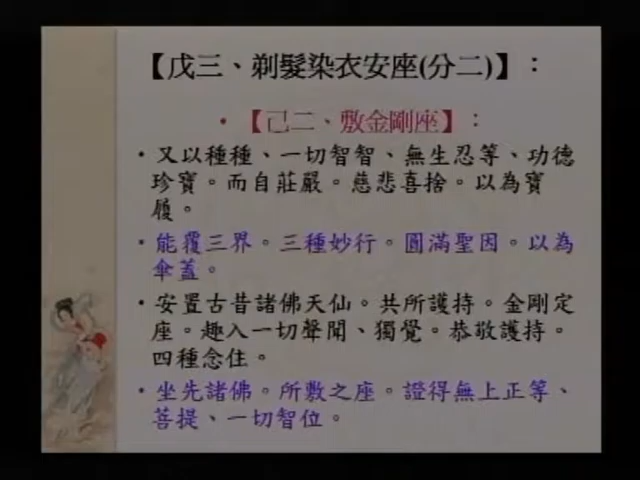 【戊三、剃髮染衣安座(分二)】：
•【己二、敷金剛座】：
•又以種種、一切智智、無生忍等、功德
珍寶。而自莊嚴。慈悲喜捨。以為寶
履。
•能覆三界。三種妙行。圓滿聖因。以為
傘蓋。
•安置古昔諸佛天仙。共所護持。金剛定
座。趣入一切聲聞、獨覺。恭敬護持。
四種念住。
•坐先諸佛。所敷之座。證得無上正等、
菩提、一切智位。